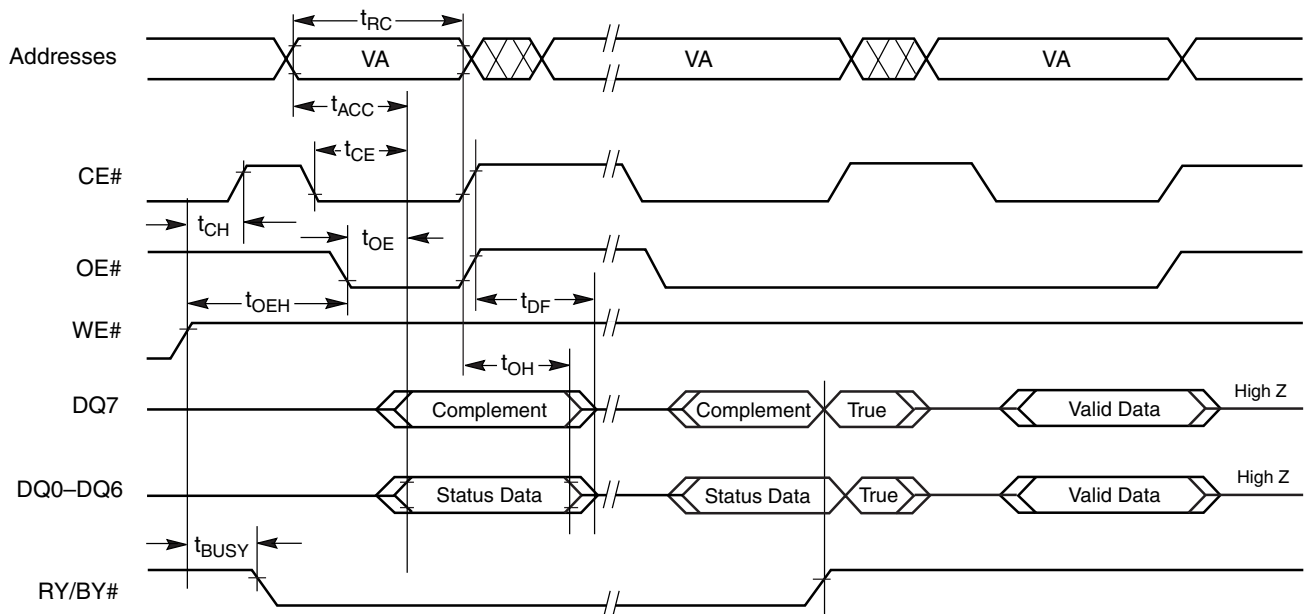 tRC
Addresses VA VA VA
tACC
tCE
CE#
tCH tOE
OE#
tOEH tDF
WE#
tOH
DQ7 Complement Complement True Valid Data High Z
DQ0–DQ6 Status Data Status Data True Valid Data High Z
tBUSY
RY/BY#